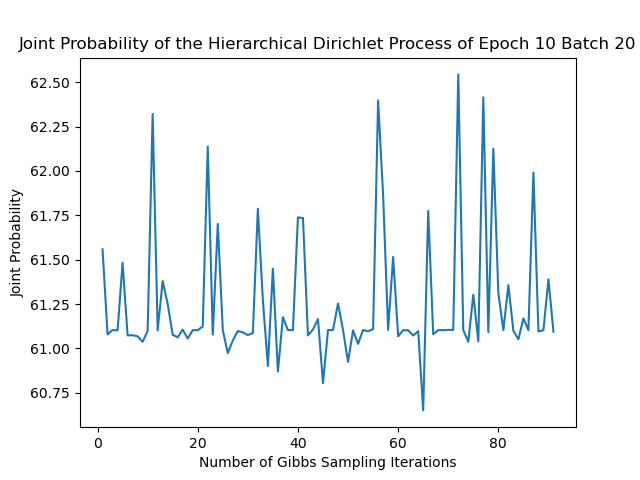 Joint Probability of the Hierarchical Dirichlet Process of Epoch 10 Batch 20
62.50
62.25
62.00
61.75
61.50
61.25
61.00
60.75
Joint Probability
0 20 40 60 80
Number of Gibbs Sampling Iterations